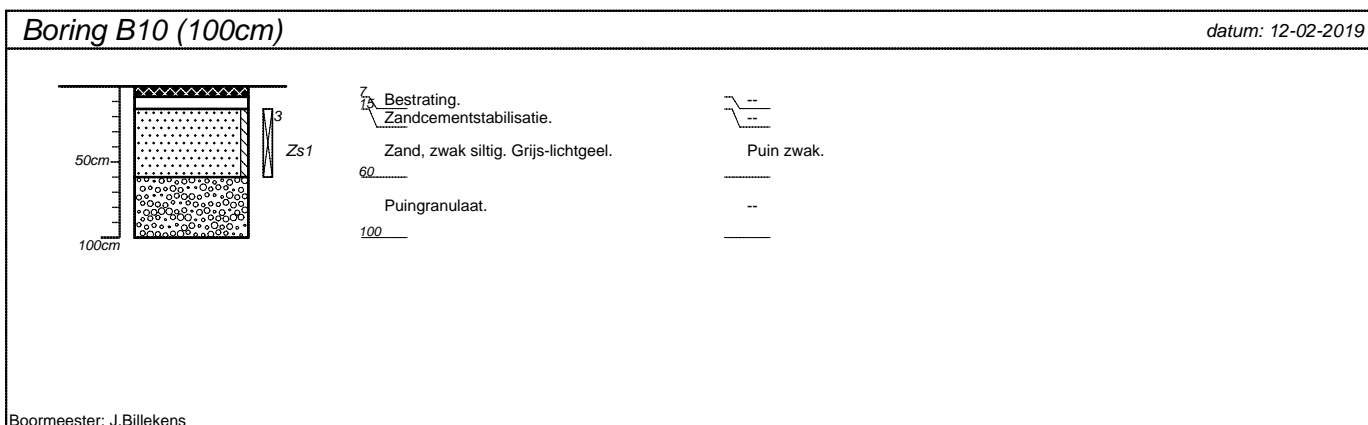 Boring B10 (100cm) datum: 12-02-2019
7
15 Bestrating. --
Zandcementstabilisatie. --
3
50cm Zs1 Zand, zwak siltig. Grijs-lichtgeel. Puin zwak.
60
Puingranulaat. --
100
100cm
Boormeester: J.Billekens